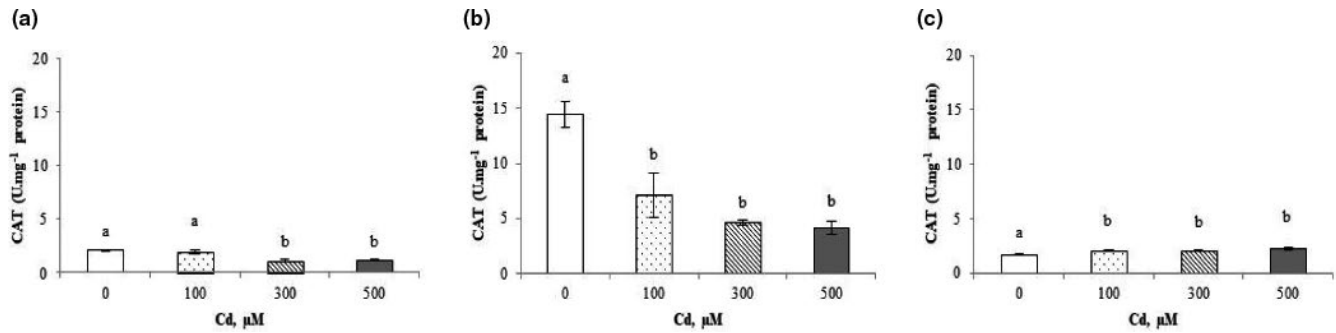 (a)
CAT (U.mg-1 protein)
20
15
10
5
0
a
a
b
b
0 100 300 500
Cd, μM
(b)
CAT (U.mg-1 protein)
20
15
10
5
0
a
b
b
b
0 100 300 500
Cd, μM
(c)
CAT (U.mg-1 protein)
20
15
10
5
0
a
b
b
b
0 100 300 500
Cd, μM